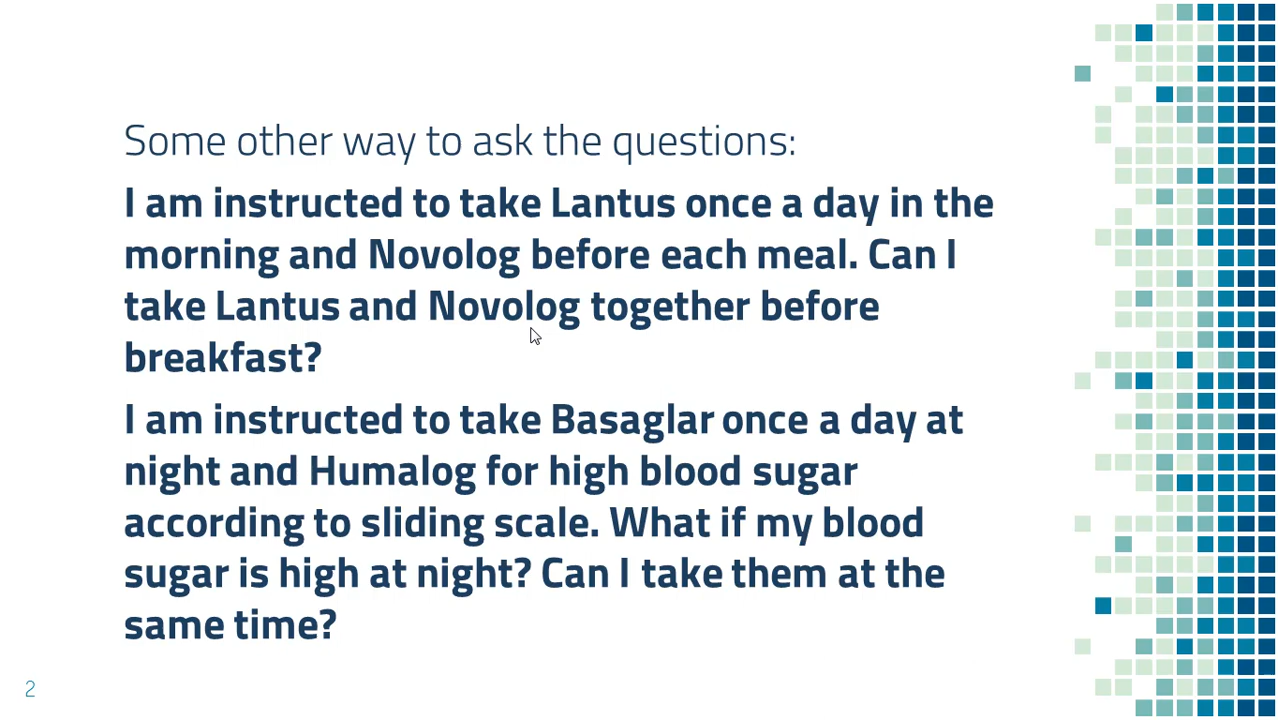 Some other way to ask the questions:
I am instructed to take Lantus once a day in the
morning and Novolog before each meal. Can I
take Lantus and Novolog together before
breakfast?
I am instructed to take Basaglar once a day at
night and Humalog for high blood sugar
according to sliding scale. What if my blood
sugar is high at night? Can I take them at the
same time?
2